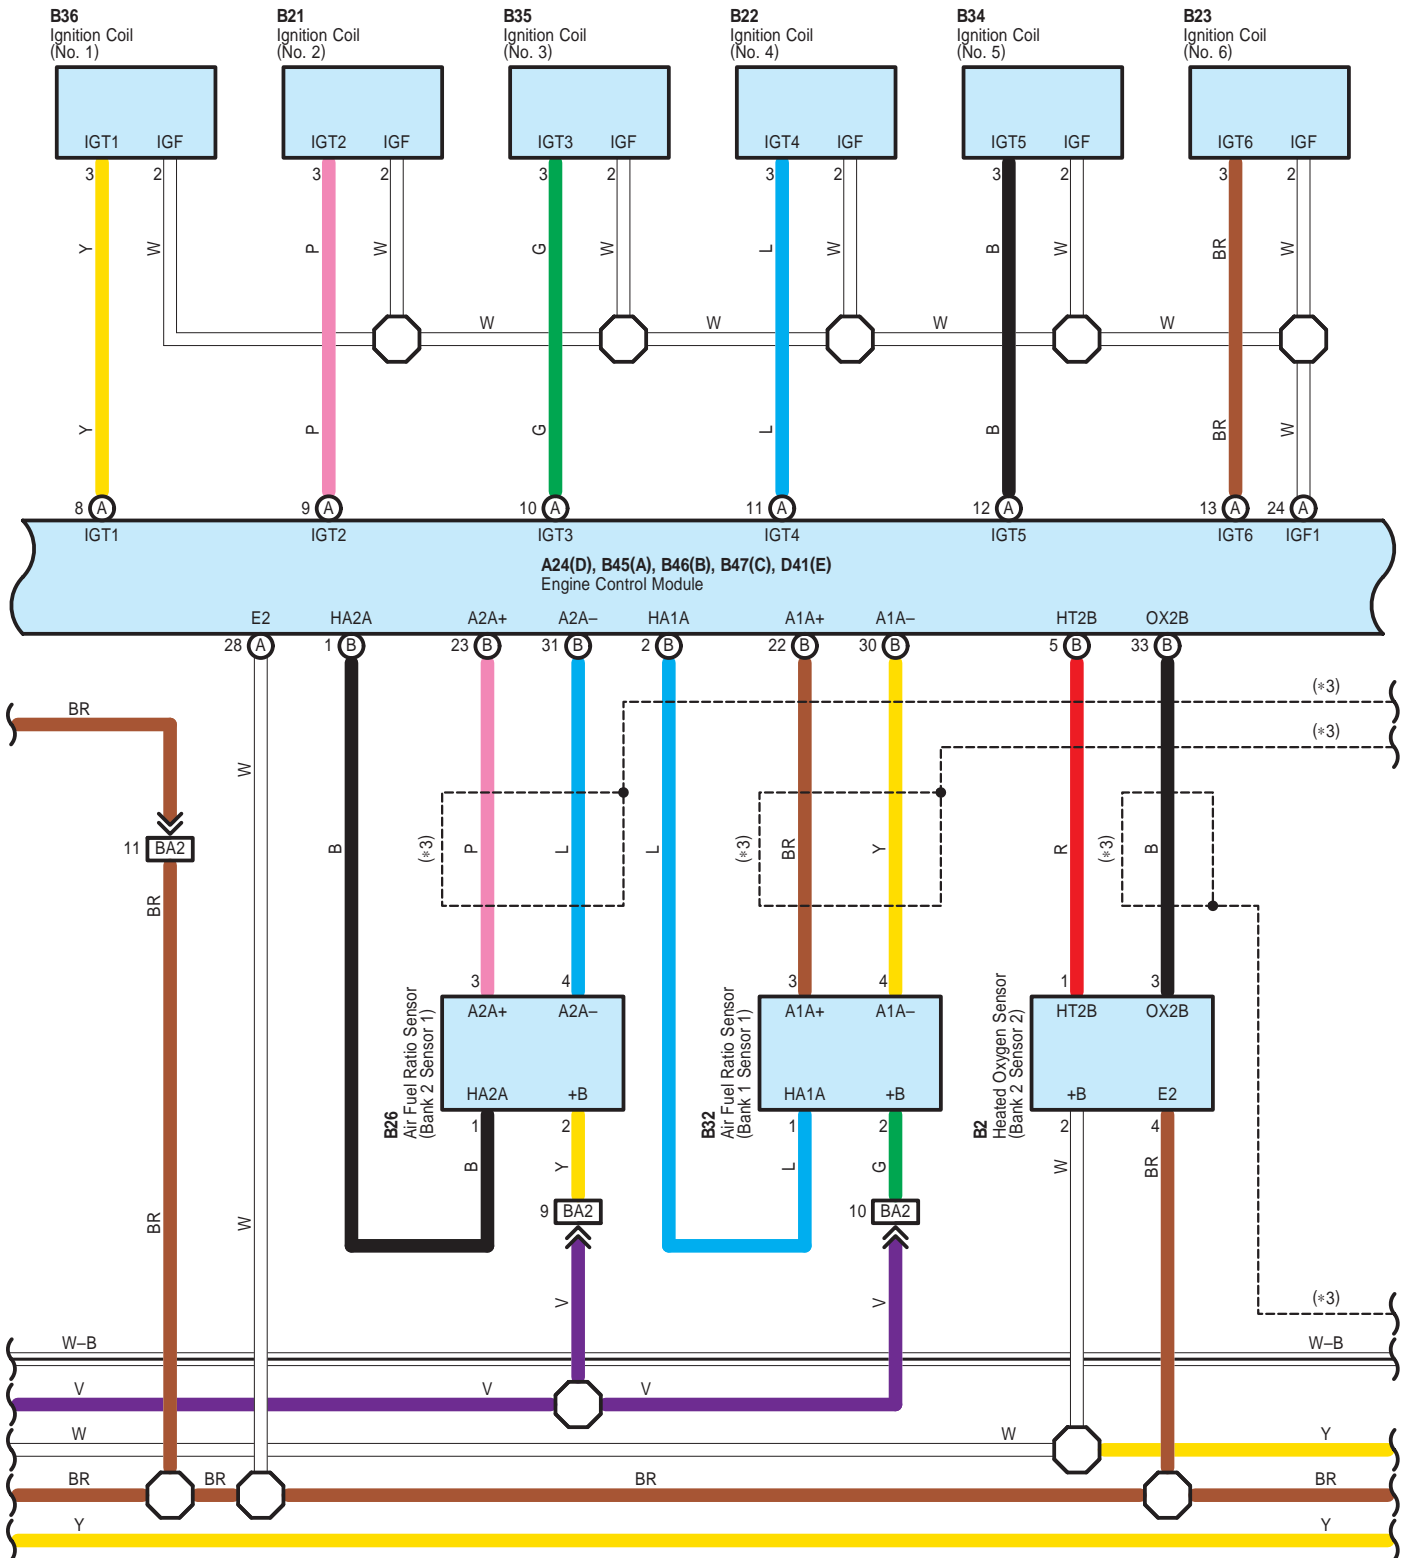 B36
Ignition Coil
(No. 1)
B21
Ignition Coil
(No. 2)
B35
Ignition Coil
(No. 3)
B22
Ignition Coil
(No. 4)
B34
Ignition Coil
(No. 5)
B23
Ignition Coil
(No. 6)
IGT1 IGF
IGT2 IGF
IGT3 IGF
IGT4 IGF
IGT5 IGF
IGT6 IGF
3 2 3 2 3 2 3 2 3 2 3 2
Y W P W G W L W B W BR W
W W W W
Y P G L B BR W
8 A 9 A 10 A 11 A 12 A 13 A 24 A
IGT1 IGT2 IGT3 IGT4 IGT5 IGT6 IGF1
A24(D), B45(A), B46(B), B47(C), D41(E)
Engine Control Module
E2 HA2A A2A+ A2A– HA1A A1A+ A1A– HT2B OX2B
28 A 1 B 23 B 31 B 2 B 22 B 30 B 5 B 33 B
(*3)
BR
(*3)
W
11 BA2
B (*3) P L L (*3) BR Y R (*3) B
BR
3 4 3 4 1 3
A2A+ A2A–
HA2A +B
B26
Air Fuel Ratio Sensor
(Bank 2 Sensor 1)
A1A+ A1A–
HA1A +B
B32
Air Fuel Ratio Sensor
(Bank 1 Sensor 1)
HT2B OX2B
+B E2
B2
Heated Oxygen Sensor
(Bank 2 Sensor 2)
1 2 1 2 2 4
B Y L G W BR
9 BA2 10 BA2
BR W
V V
(*3)
W–B W–B
V V V
W W Y
BR BR BR BR
Y Y